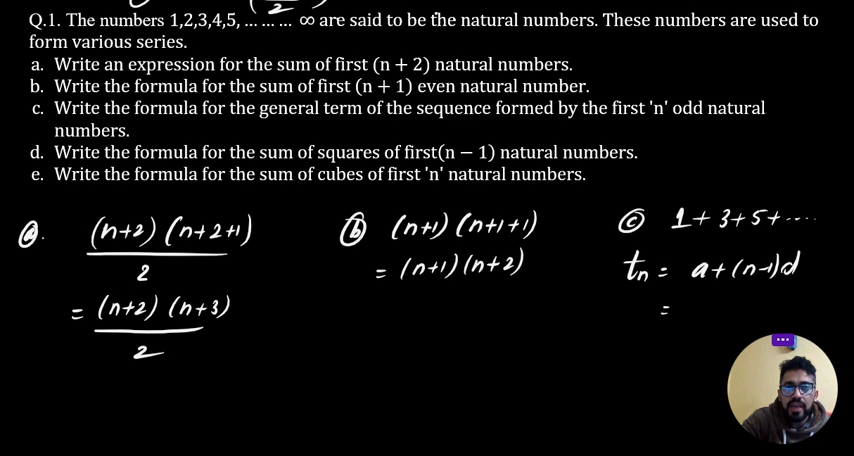 2
Q.1. The numbers 1,2,3,4,5, ... ... ... ∞ are said to be the natural numbers. These numbers are used to
form various series.
a. Write an expression for the sum of first (n + 2) natural numbers.
b. Write the formula for the sum of first (n + 1) even natural number.
c. Write the formula for the general term of the sequence formed by the first 'n' odd natural
numbers.
d. Write the formula for the sum of squares of first(n − 1) natural numbers.
e. Write the formula for the sum of cubes of first 'n' natural numbers.
ⓐ. (n+2) (n+2+1)
2
= (n+2) (n+3)
2
ⓑ (n+1) (n+1+1)
= (n+1) (n+2)
ⓒ 1 + 3 + 5 + ....
tn = a + (n-1)d
=